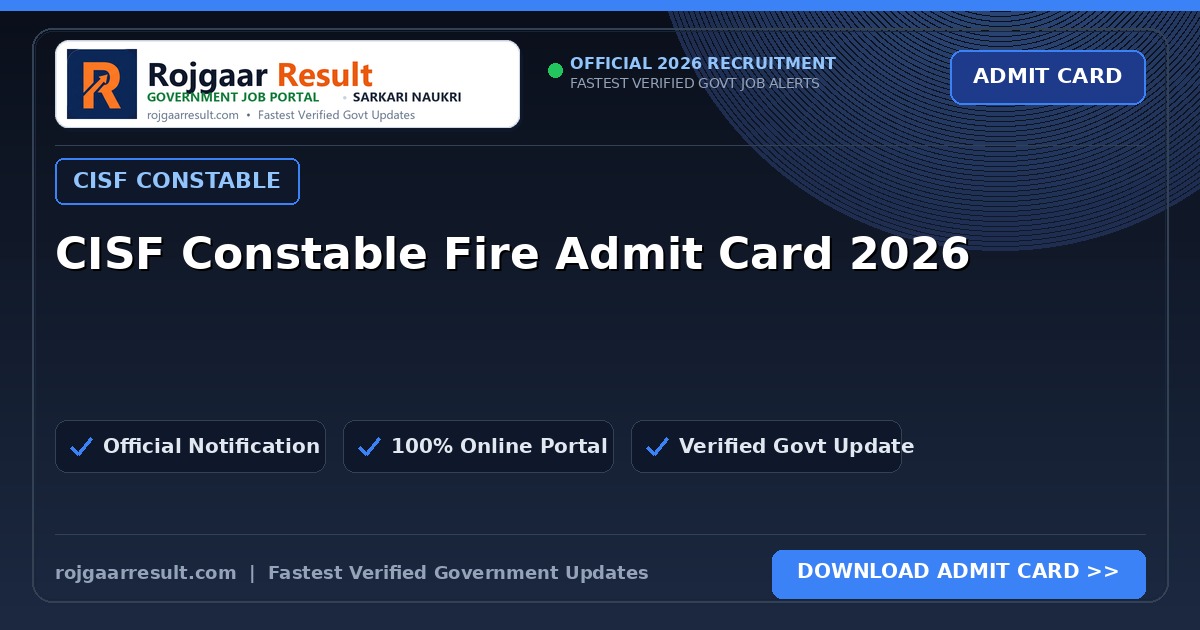 Rojgaar Result
GOVERNMENT JOB PORTAL • SARKARI NAUKRI
rojgaarresult.com • Fastest Verified Govt Updates
OFFICIAL 2026 RECRUITMENT
FASTEST VERIFIED GOVT JOB ALERTS
ADMIT CARD
CISF CONSTABLE
CISF Constable Fire Admit Card 2026
Official Notification
100% Online Portal
Verified Govt Update
rojgaarresult.com | Fastest Verified Government Updates
DOWNLOAD ADMIT CARD >>